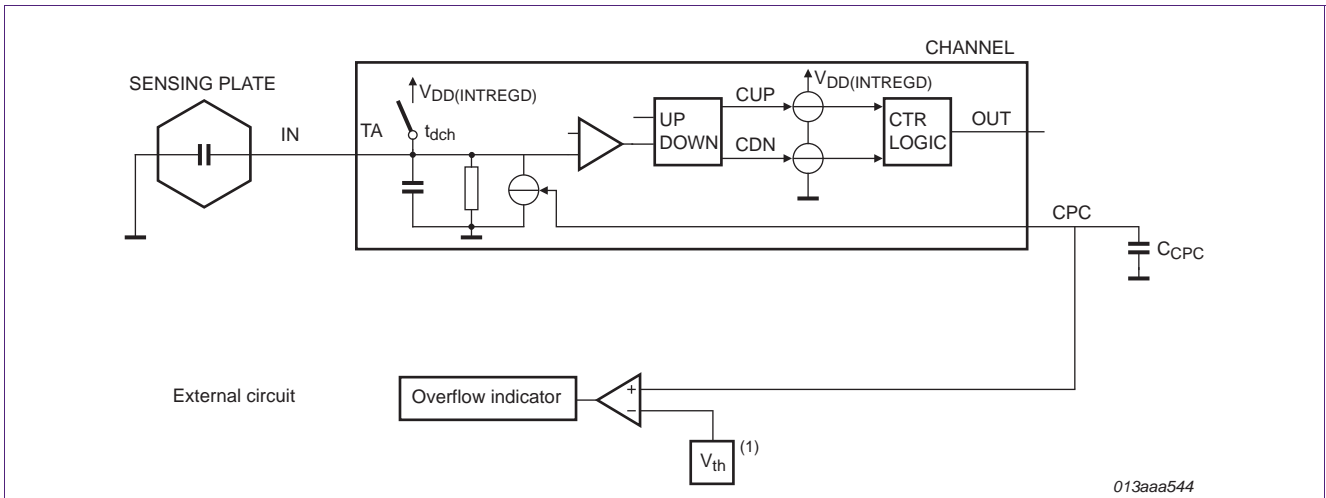 CHANNEL
SENSING PLATE
VDD(INTREGD)
VDD(INTREGD)
IN
TA
tdch
UP
DOWN
CUP
CDN
CTR
LOGIC
OUT
CPC
CCPC
External circuit
Overflow indicator
+
−
Vth
(1)
013aaa544